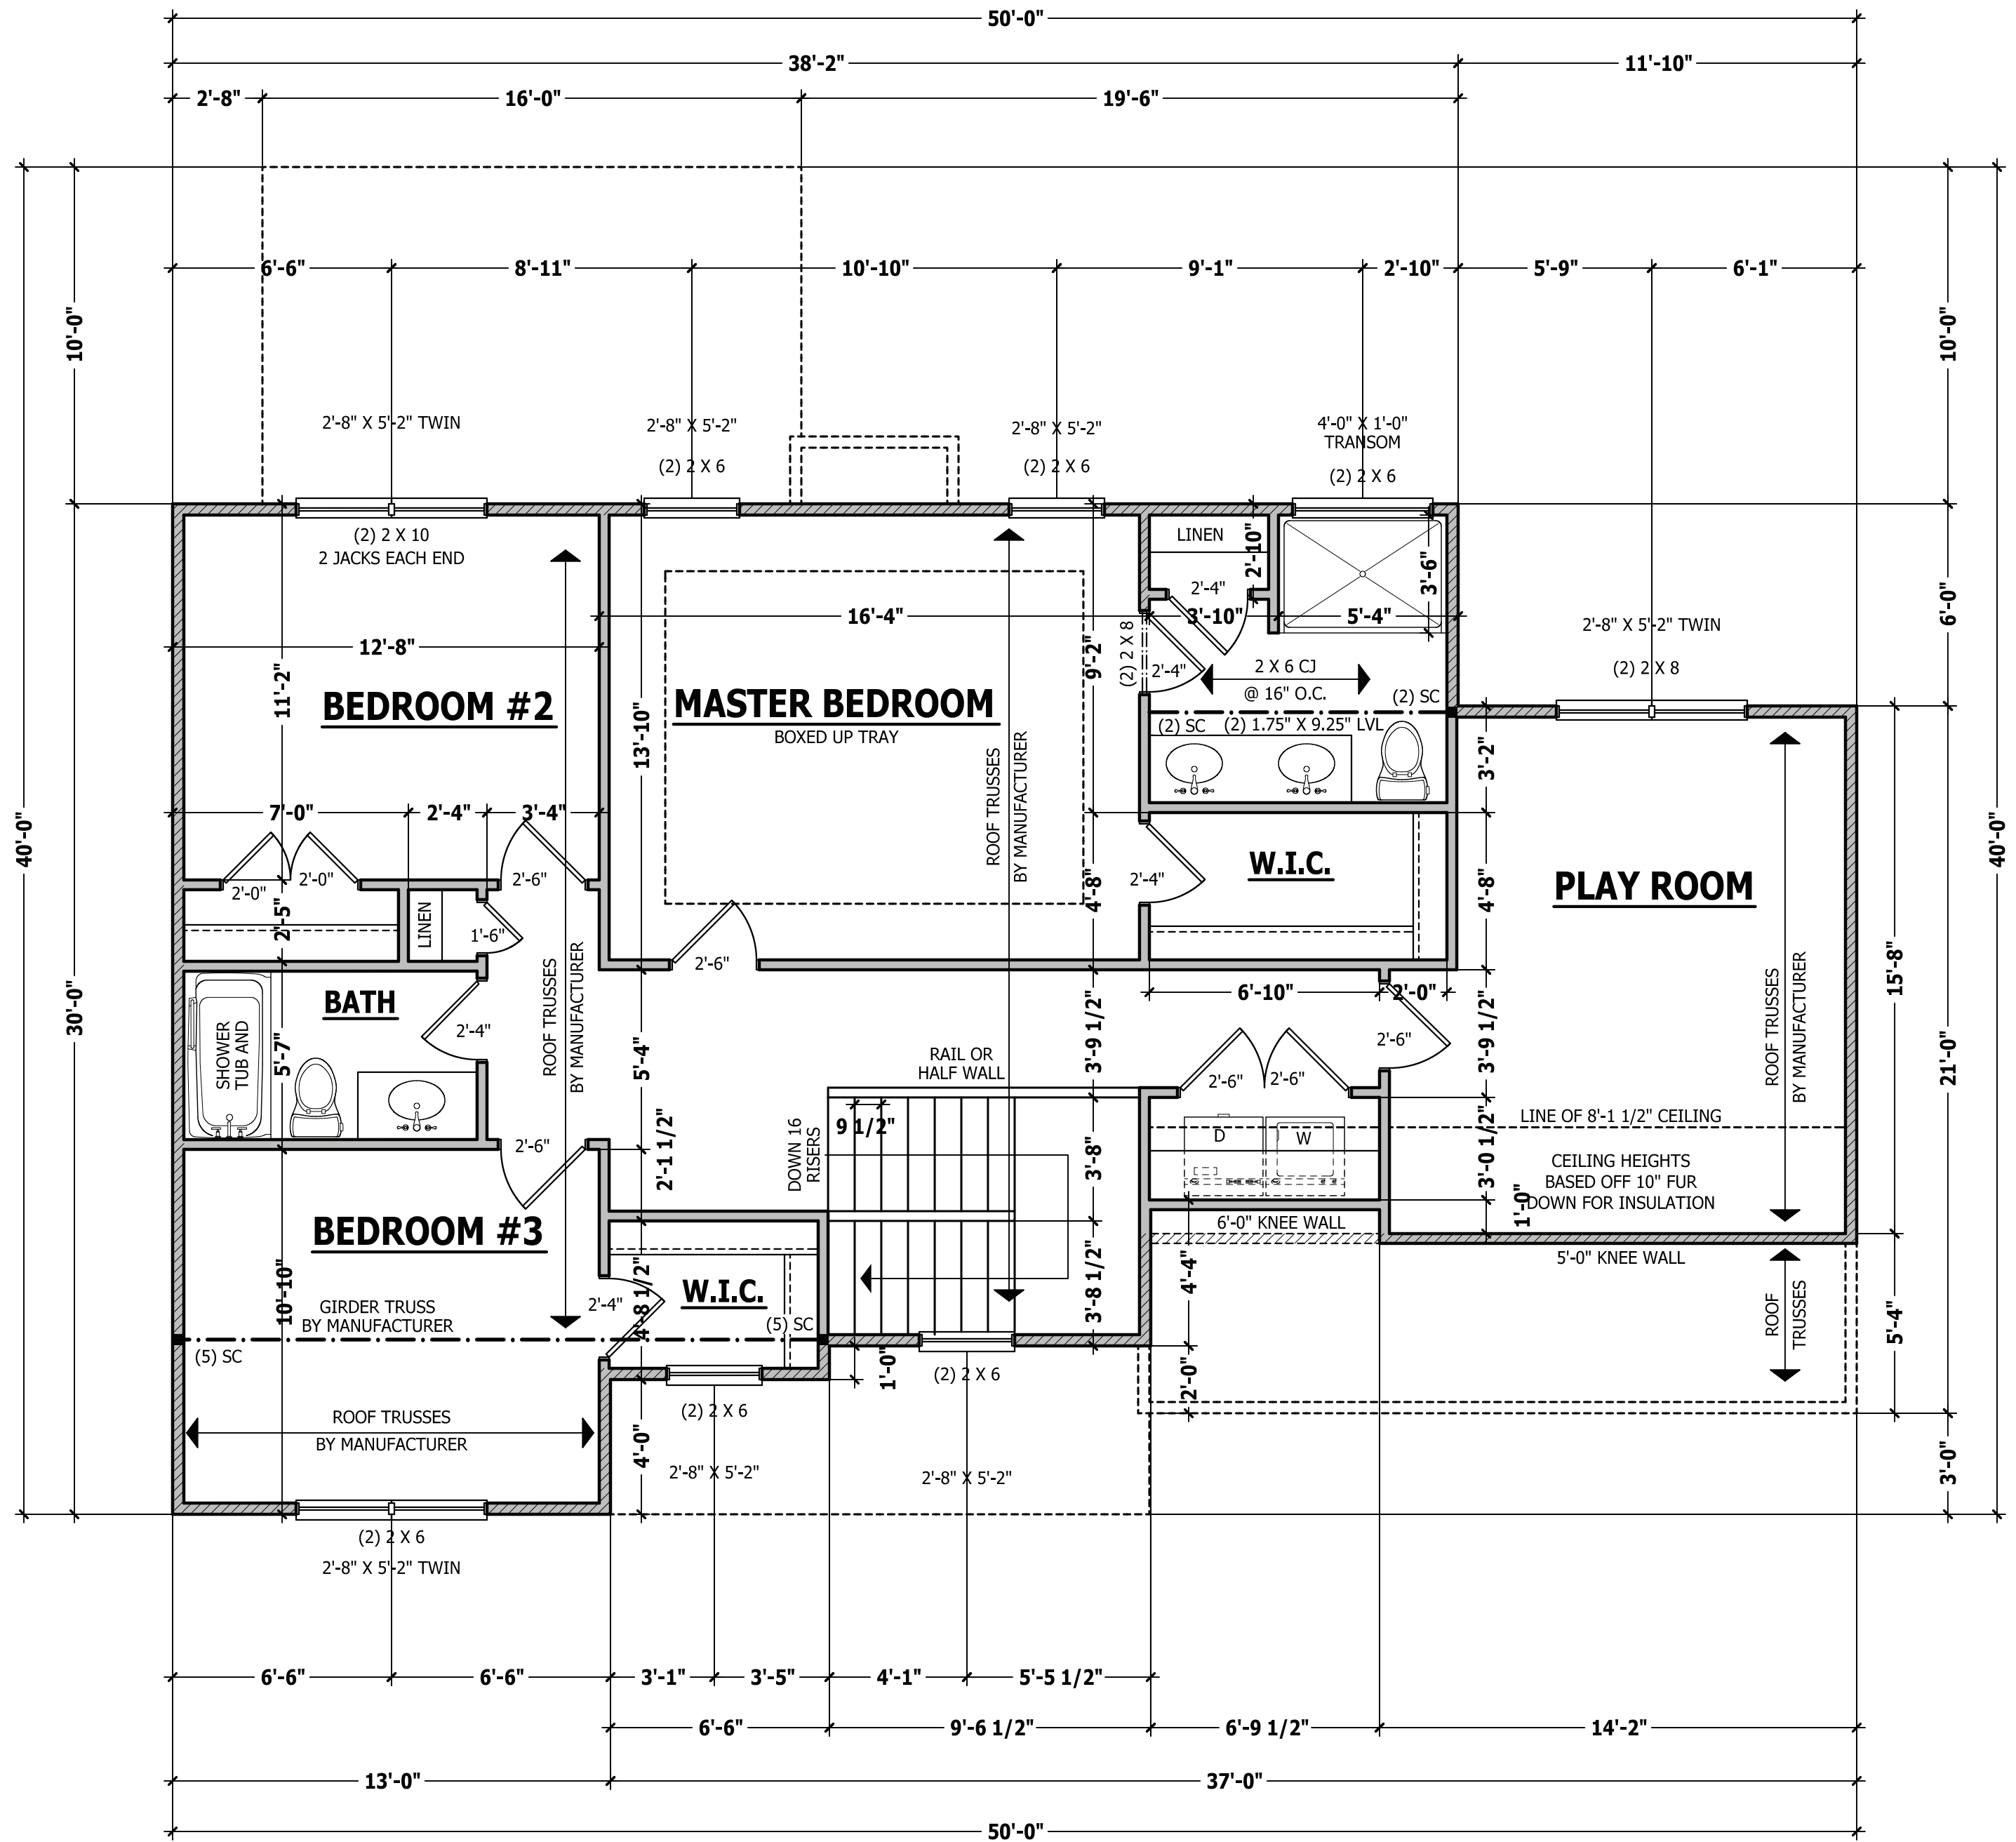 50'-0"
38'-2" 11'-10"
2'-8" 16'-0" 19'-6"
6'-6" 8'-11" 10'-10" 9'-1" 2'-10" 5'-9" 6'-1"
10'-0"
10'-0"
2'-8" X 5'-2" TWIN
2'-8" X 5'-2"
(2) 2 X 6
2'-8" X 5'-2"
(2) 2 X 6
4'-0" X 1'-0"
TRANSOM
(2) 2 X 6
(2) 2 X 10
2 JACKS EACH END
LINEN
2'-10"
3'-6"
2'-4"
16'-4"
3'-10"
5'-4"
6'-0"
2'-8" X 5'-2" TWIN
(2) 2 X 8
12'-8"
11'-2"
BEDROOM #2
13'-10"
MASTER BEDROOM
BOXED UP TRAY
ROOF TRUSSES
BY MANUFACTURER
9'-2"
(2) 2 X 8
2'-4"
2 X 6 CJ
@ 16" O.C.
(2) SC
(2) SC
(2) 1.75" X 9.25" LVL
3'-2"
7'-0" 2'-4" 3'-4"
40'-0"
40'-0"
2'-0" 2'-0"
2'-6"
2'-5"
LINEN
1'-6"
2'-6"
4'-8"
2'-4"
W.I.C.
4'-8"
PLAY ROOM
30'-0"
BATH
SHOWER
TUB AND
5'-7"
2'-4"
ROOF TRUSSES
BY MANUFACTURER
5'-4"
RAIL OR
HALF WALL
3'-9 1/2"
6'-10" 2'-0"
2'-6"
2'-6" 2'-6"
3'-9 1/2"
ROOF TRUSSES
BY MANUFACTURER
15'-8"
21'-0"
2'-6"
2'-1 1/2"
DOWN 16
RISERS
9 1/2"
3'-8"
D W
3'-0 1/2"
LINE OF 8'-1 1/2" CEILING
CEILING HEIGHTS
BASED OFF 10" FUR
DOWN FOR INSULATION
1'-0"
BEDROOM #3
6'-0" KNEE WALL
5'-0" KNEE WALL
10'-10"
GIRDER TRUSS
BY MANUFACTURER
(5) SC
2'-4"
4'-8 1/2"
W.I.C.
(5) SC
3'-8 1/2"
4'-4"
ROOF
TRUSSES
5'-4"
1'-0"
(2) 2 X 6
2'-0"
(2) 2 X 6
ROOF TRUSSES
BY MANUFACTURER
4'-0"
2'-8" X 5'-2"
2'-8" X 5'-2"
3'-0"
(2) 2 X 6
2'-8" X 5'-2" TWIN
6'-6" 6'-6" 3'-1" 3'-5" 4'-1" 5'-5 1/2"
6'-6" 9'-6 1/2" 6'-9 1/2" 14'-2"
13'-0" 37'-0"
50'-0"